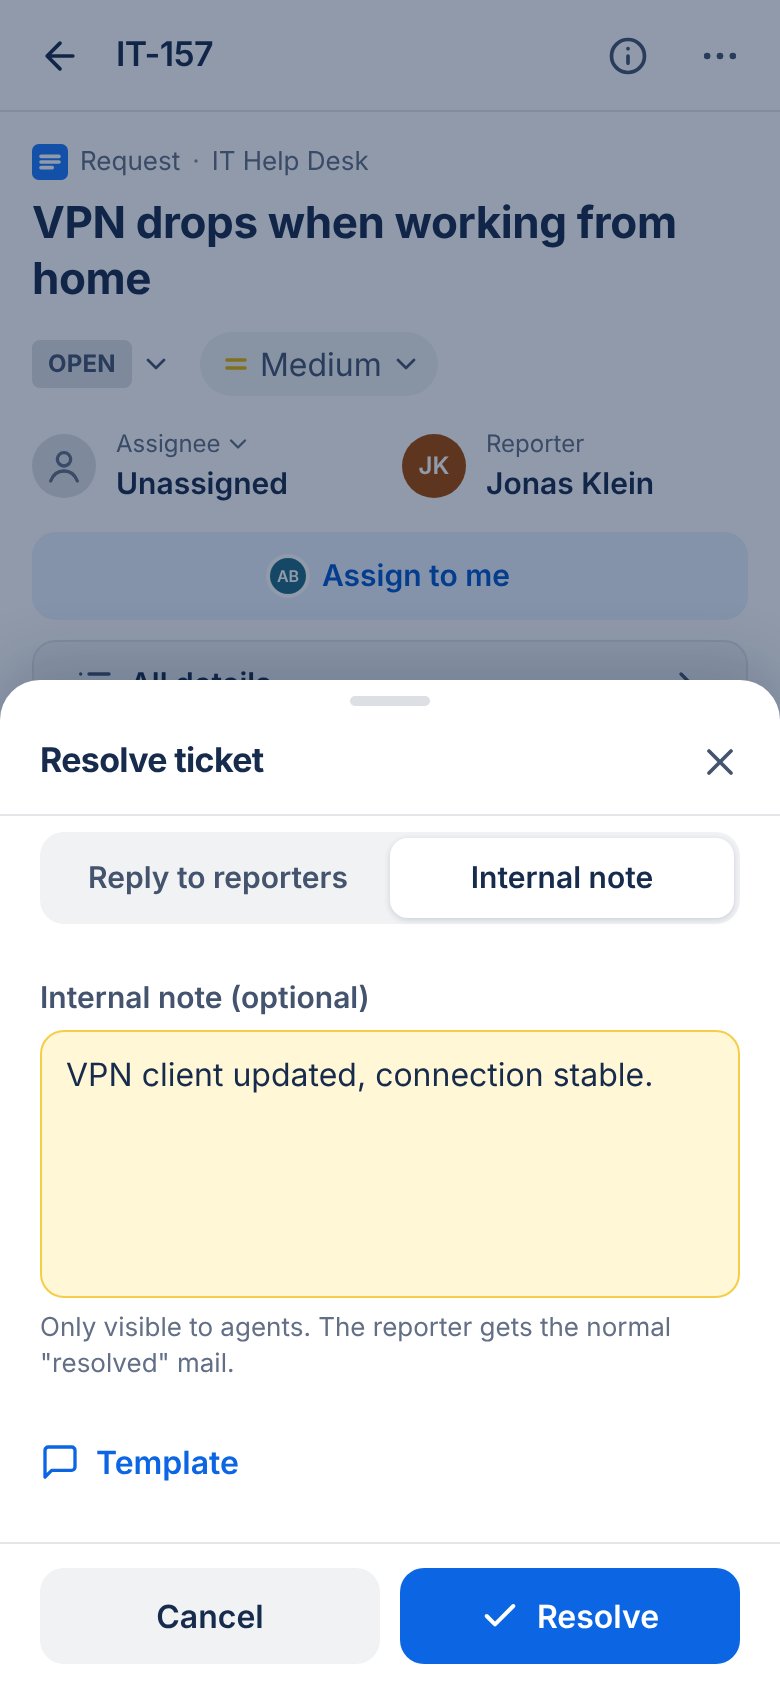 IT-157
Request · IT Help Desk
VPN drops when working from
home
OPEN
Medium
Assignee
Unassigned
JK
Reporter
Jonas Klein
AB
Assign to me
All details
Resolve ticket
Reply to reporters
Internal note
Internal note (optional)
VPN client updated, connection stable.
Only visible to agents. The reporter gets the normal
"resolved" mail.
Template
Cancel
Resolve